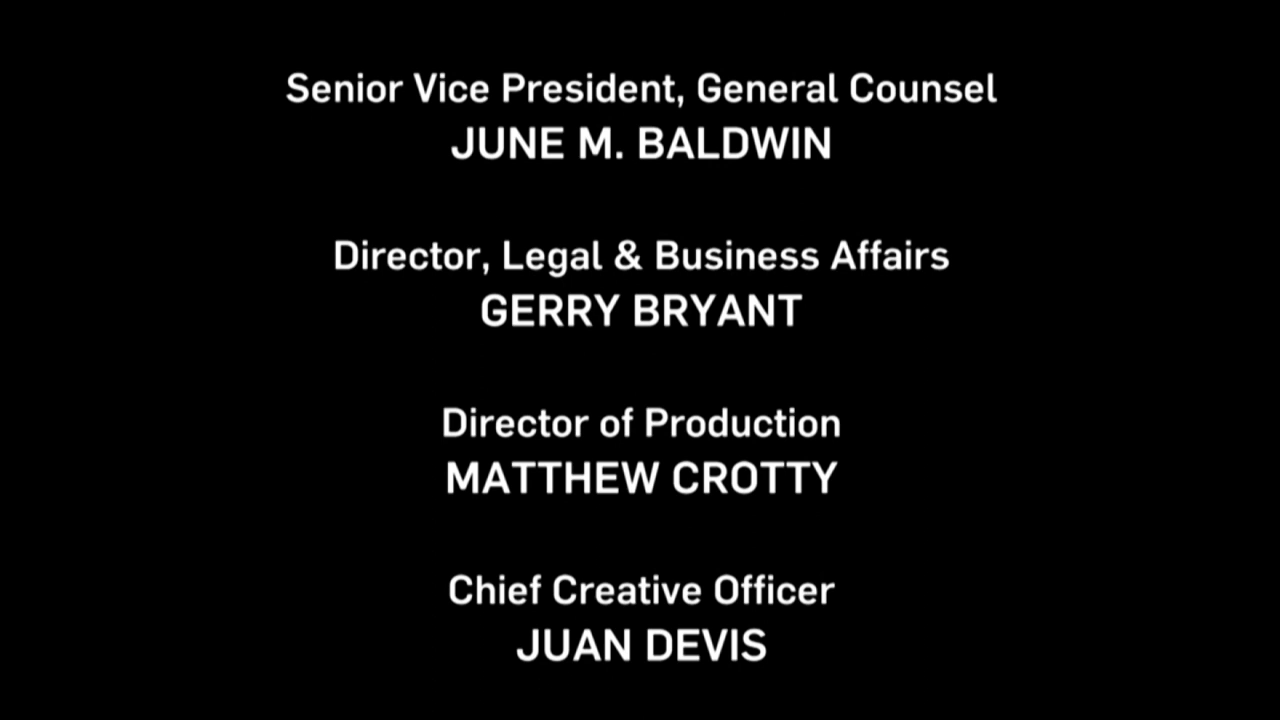 Senior Vice President, General Counsel
JUNE M. BALDWIN
Director, Legal & Business Affairs
GERRY BRYANT
Director of Production
MATTHEW CROTTY
Chief Creative Officer
JUAN DEVIS